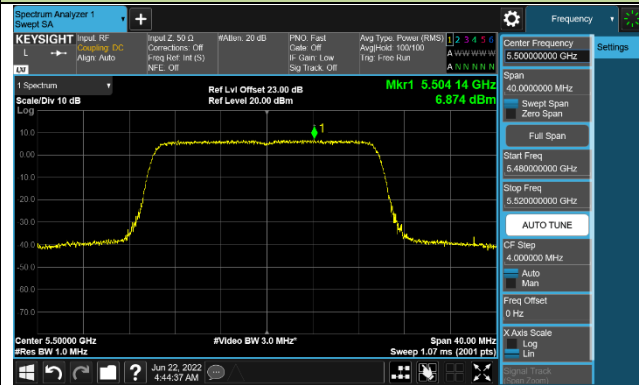 Spectrum Analyzer 1
Swept SA
+
Frequency
KEYSIGHT
Input: RF
Coupling: DC
Align: Auto
Input Z: 50 Ω
Corrections: Off
Freq Ref: Int (S)
NFE: Off
#Atten: 20 dB
PNO: Fast
Gate: Off
IF Gain: Low
Sig Track: Off
Avg Type: Power (RMS)
Avg|Hold: 100/100
Trig: Free Run
1 2 3 4 5 6
A W W W W W
A N N N N N
L
LXI
1 Spectrum
Scale/Div 10 dB
Log
Ref Lvl Offset 23.00 dB
Ref Level 20.00 dBm
Mkr1 5.504 14 GHz
6.874 dBm
1
10.0
0.00
-10.0
-20.0
-30.0
-40.0
-50.0
-60.0
-70.0
Center 5.50000 GHz
#Res BW 1.0 MHz
#Video BW 3.0 MHz*
Span 40.00 MHz
Sweep 1.07 ms (2001 pts)
Jun 22, 2022
4:44:37 AM
?
Center Frequency
5.500000000 GHz
Settings
Span
40.0000000 MHz
Swept Span
Zero Span
Full Span
Start Freq
5.480000000 GHz
Stop Freq
5.520000000 GHz
AUTO TUNE
CF Step
4.000000 MHz
Auto
Man
Freq Offset
0 Hz
X Axis Scale
Log
Lin
Signal Track
(Span Zoom)